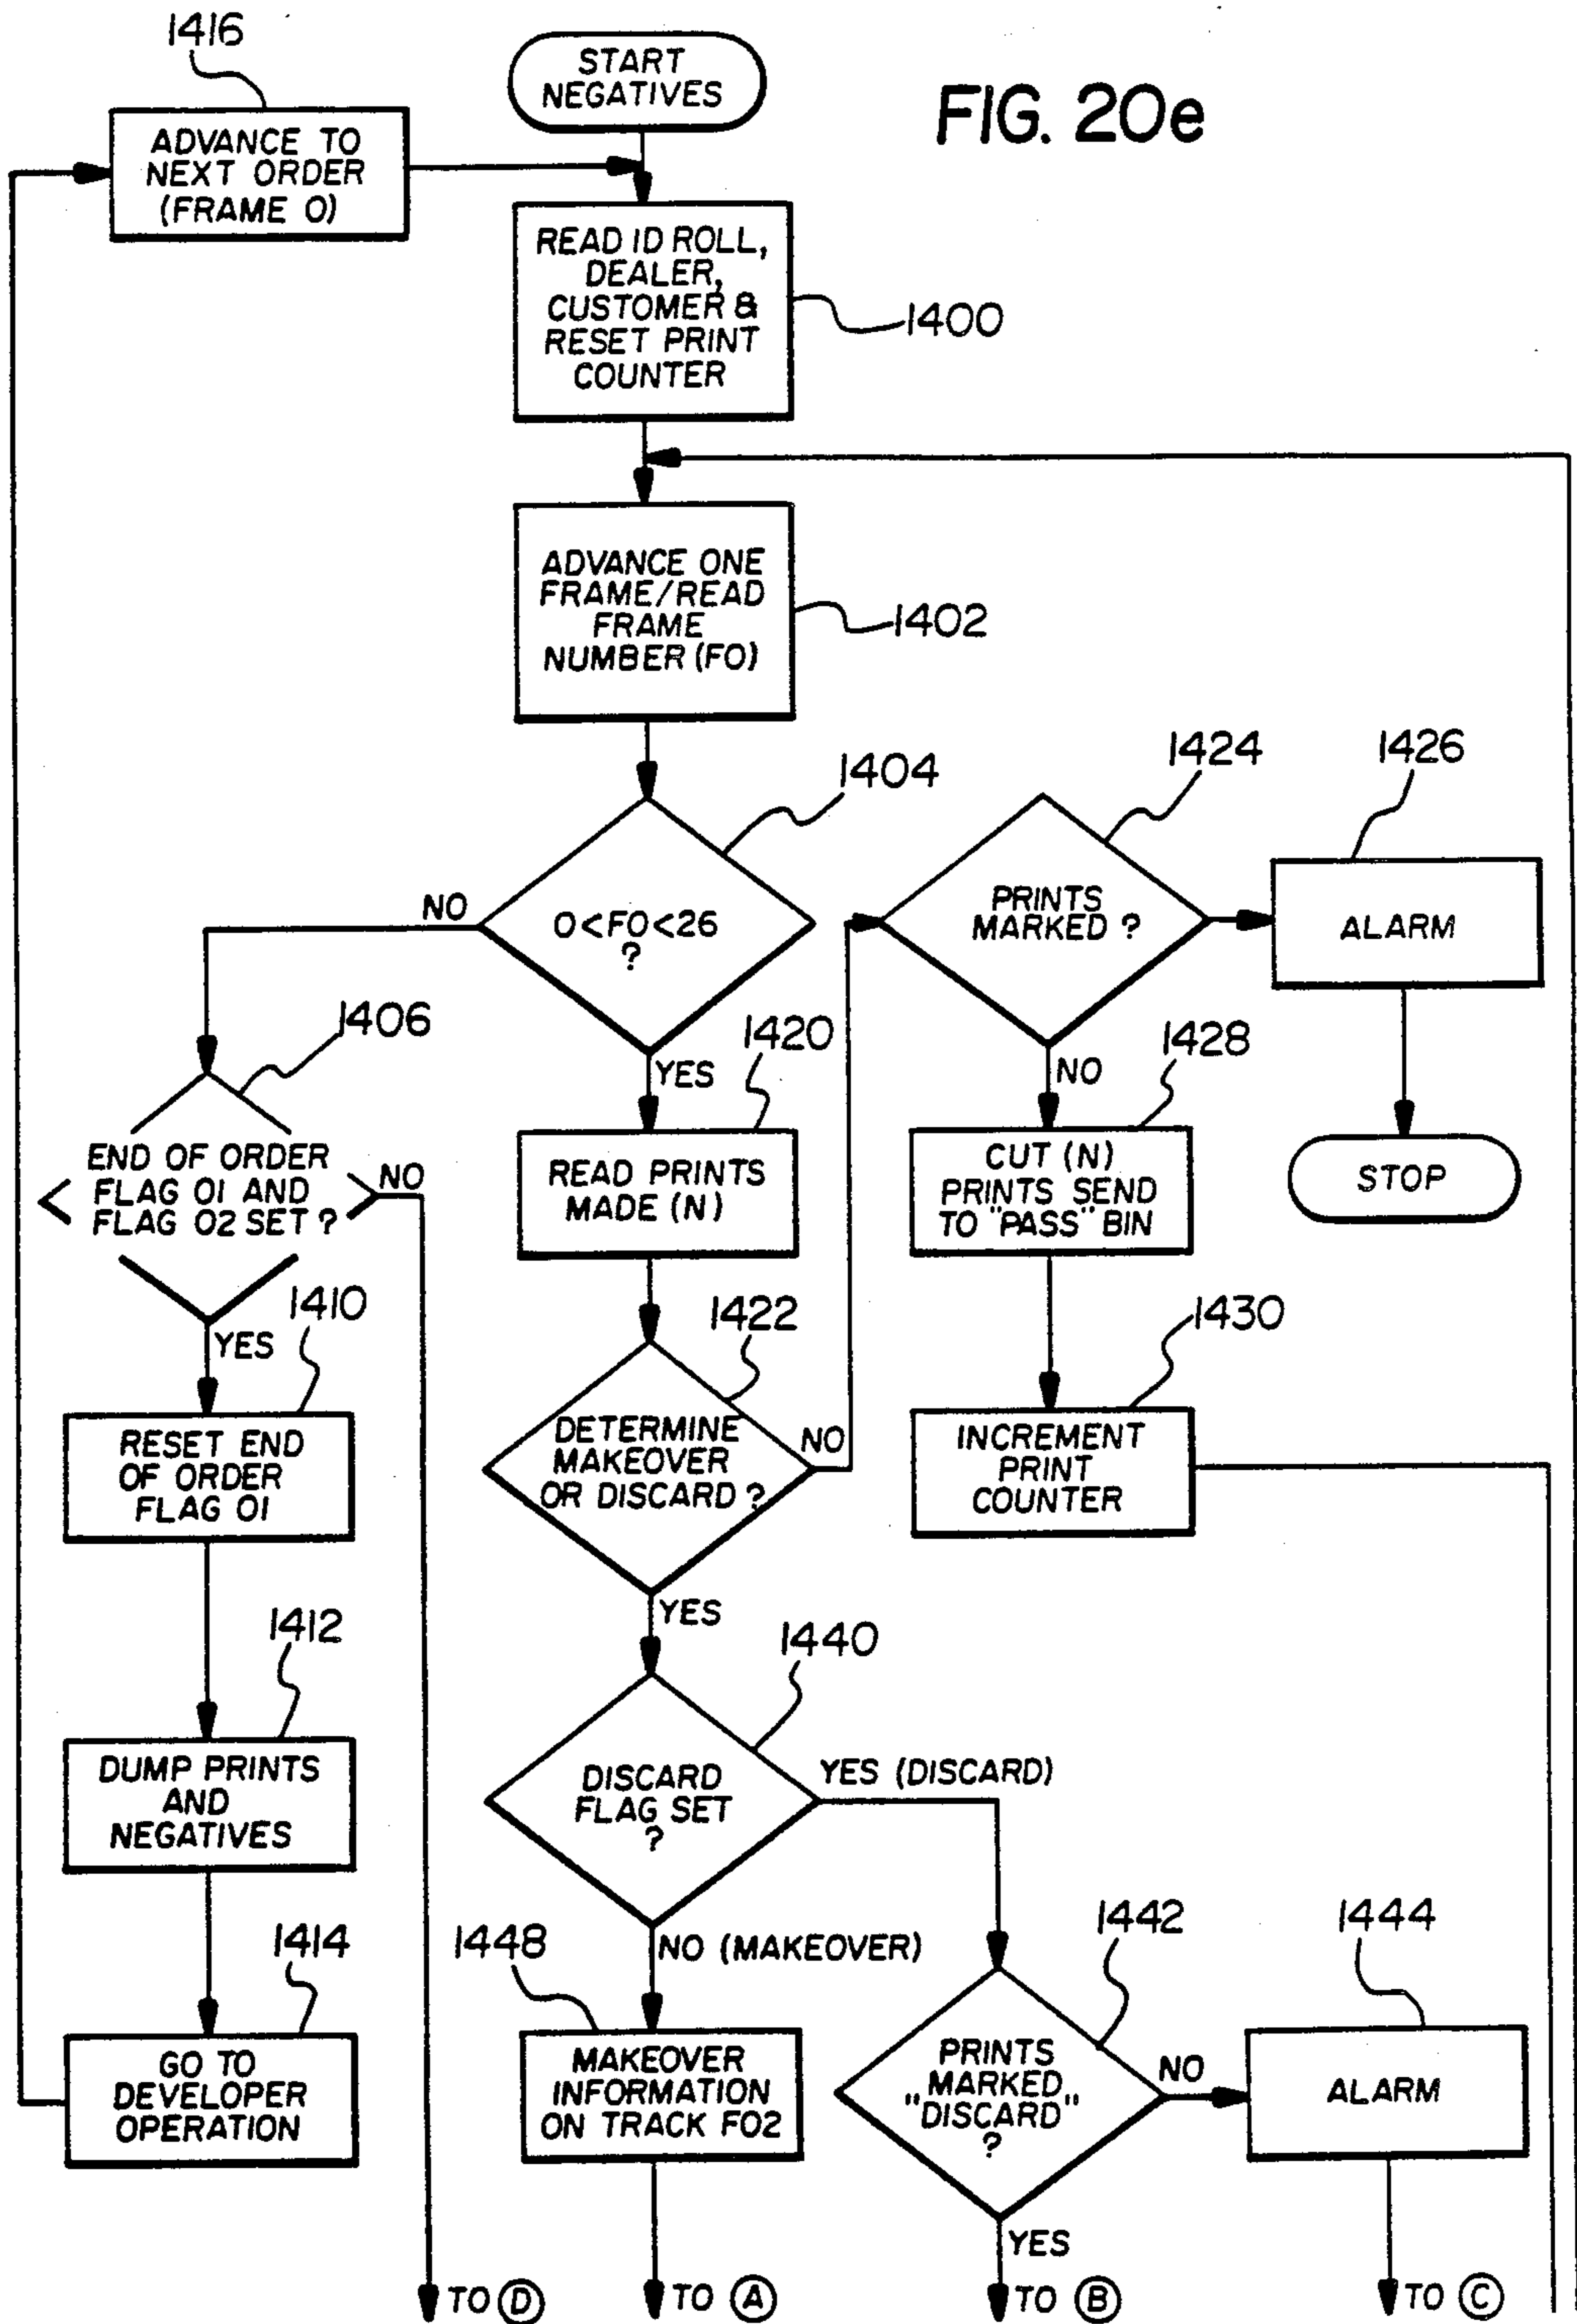 1416
START
NEGATIVES
FIG. 20e
ADVANCE TO
NEXT ORDER
(FRAME 0)
READ ID ROLL,
DEALER,
CUSTOMER &
RESET PRINT
COUNTER
1400
ADVANCE ONE
FRAME/READ
FRAME
NUMBER (FO)
1402
1404
1424
1426
NO
0<FO<26
?
PRINTS
MARKED ?
ALARM
1406
YES
1420
NO
1428
END OF ORDER
FLAG 01 AND
FLAG 02 SET ?
NO
READ PRINTS
MADE (N)
CUT (N)
PRINTS SEND
TO "PASS" BIN
STOP
YES
1410
1422
1430
RESET END
OF ORDER
FLAG 01
DETERMINE
MAKEOVER
OR DISCARD ?
NO
INCREMENT
PRINT
COUNTER
1412
YES
1440
DUMP PRINTS
AND
NEGATIVES
DISCARD
FLAG SET
?
YES (DISCARD)
1414
1448
NO (MAKEOVER)
1442
1444
GO TO
DEVELOPER
OPERATION
MAKEOVER
INFORMATION
ON TRACK FO2
PRINTS
MARKED
"DISCARD"
?
NO
ALARM
YES
TO D
TO A
TO B
TO C